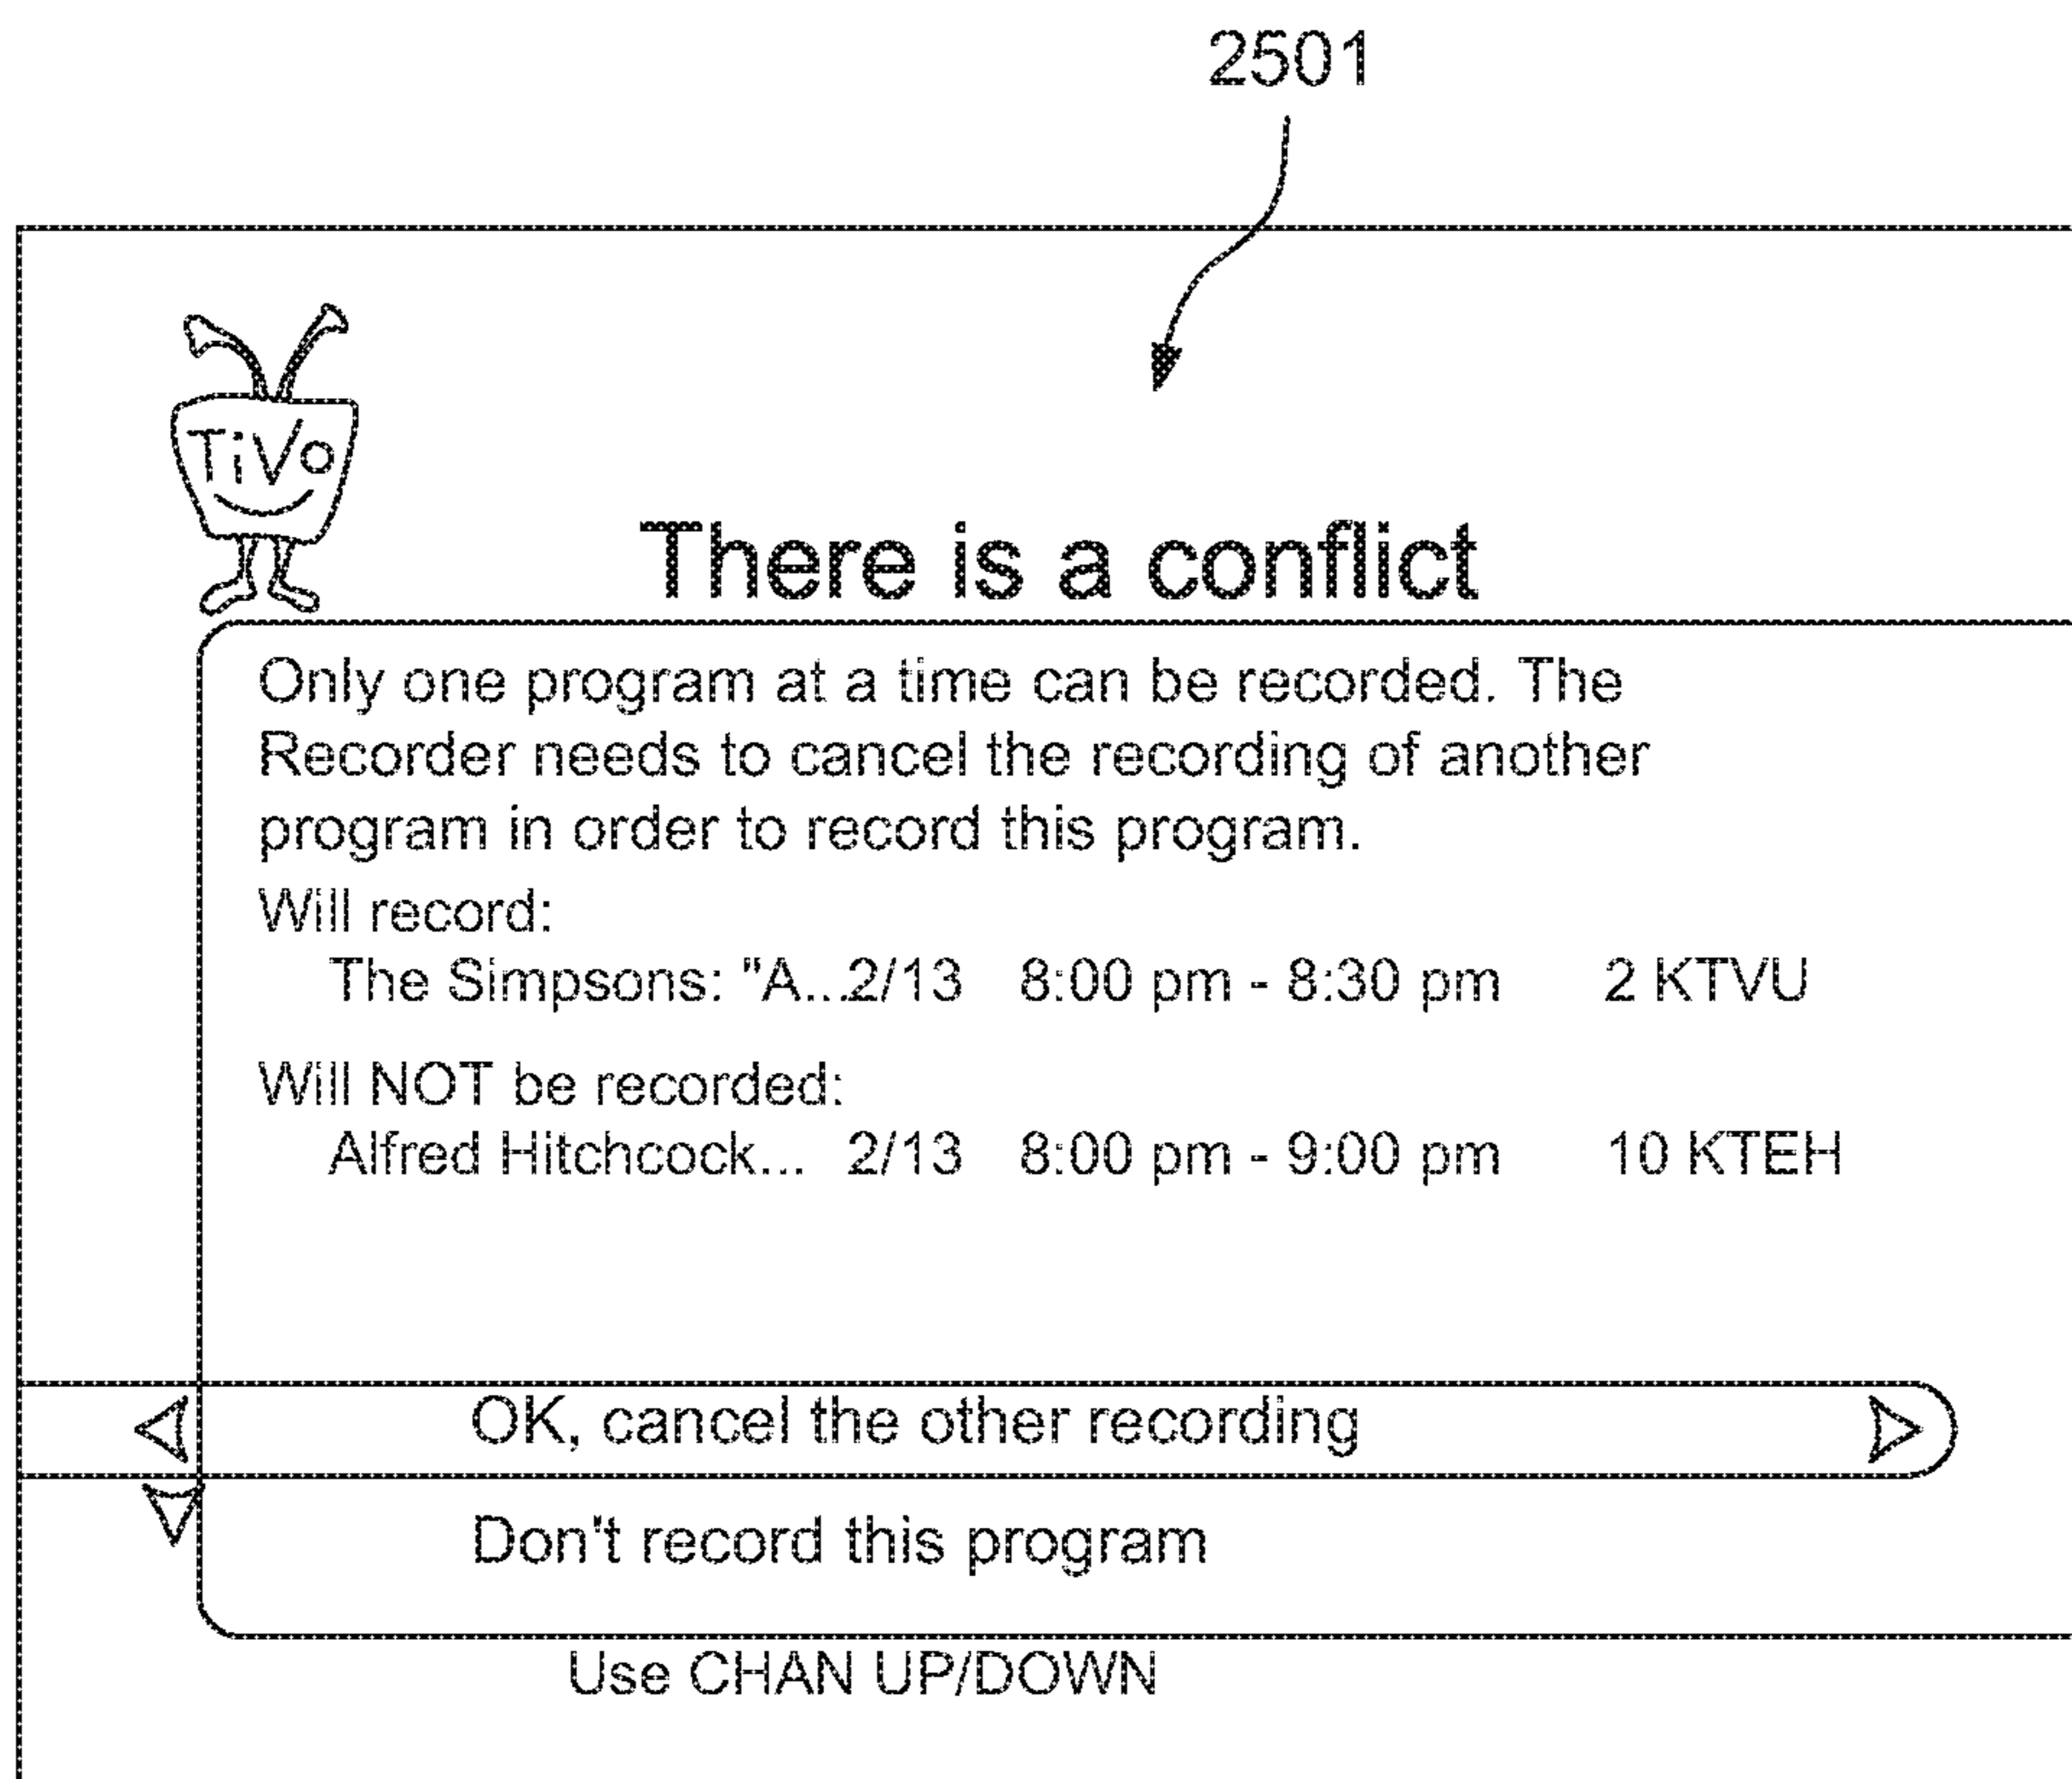 2501
TiVo
There is a conflict
Only one program at a time can be recorded. The
Recorder needs to cancel the recording of another
program in order to record this program.
Will record:
The Simpsons: "A...2/13 8:00 pm - 8:30 pm 2 KTVU
Will NOT be recorded:
Alfred Hitchcock... 2/13 8:00 pm - 9:00 pm 10 KTEH
OK, cancel the other recording
Don't record this program
Use CHAN UP/DOWN